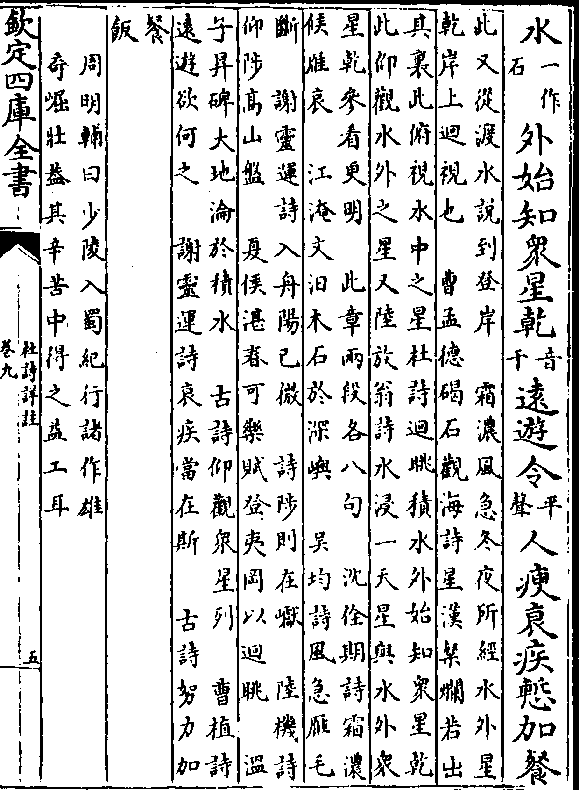 水一作石外始知衆星乾音干遠遊令平聲人瘦衰疾慙加餐
此又從渡水說到登岸　霜濃風急冬夜所經水外星
乾岸上迴視也　曹孟德碣石觀海詩星漢粲爛若出
其裏此俯視水中之星杜詩迴眺積水外始知衆星乾
此仰觀水外之星又陸放翁詩水浸一天星與水外衆
星乾參看更明　此章兩段各八句　沈佺期詩霜濃
候雁哀　江淹文汨木石於深嶼　吳均詩風急雁毛
斷　謝靈運詩入舟陽已微　詩陟則在巘　陸機詩
仰陟高山盤　夏侯湛春可樂賦登夷岡以迴眺　溫
子昇碑大地淪於積水　古詩仰觀衆星列　曹植詩
遠遊欲何之　謝靈運詩哀疾當在斯　古詩努力加
餐
飯
周明輔曰少陵入蜀紀行諸作雄
奇崛壯益其辛苦中得之益工耳
欽定四庫全書
杜詩詳註
卷九
五